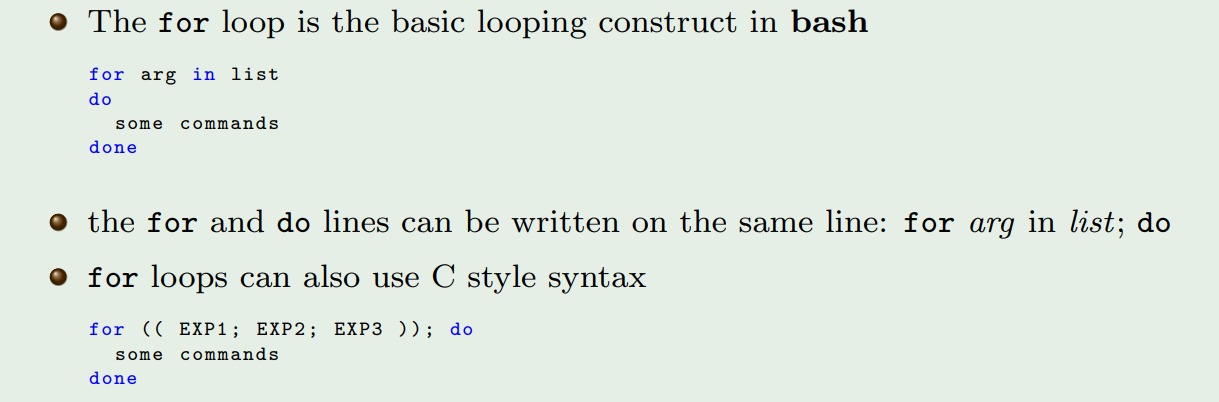 The for loop is the basic looping construct in bash
for arg in list
do
  some commands
done
the for and do lines can be written on the same line: for arg in list; do
for loops can also use C style syntax
for (( EXP1; EXP2; EXP3 )); do
  some commands
done